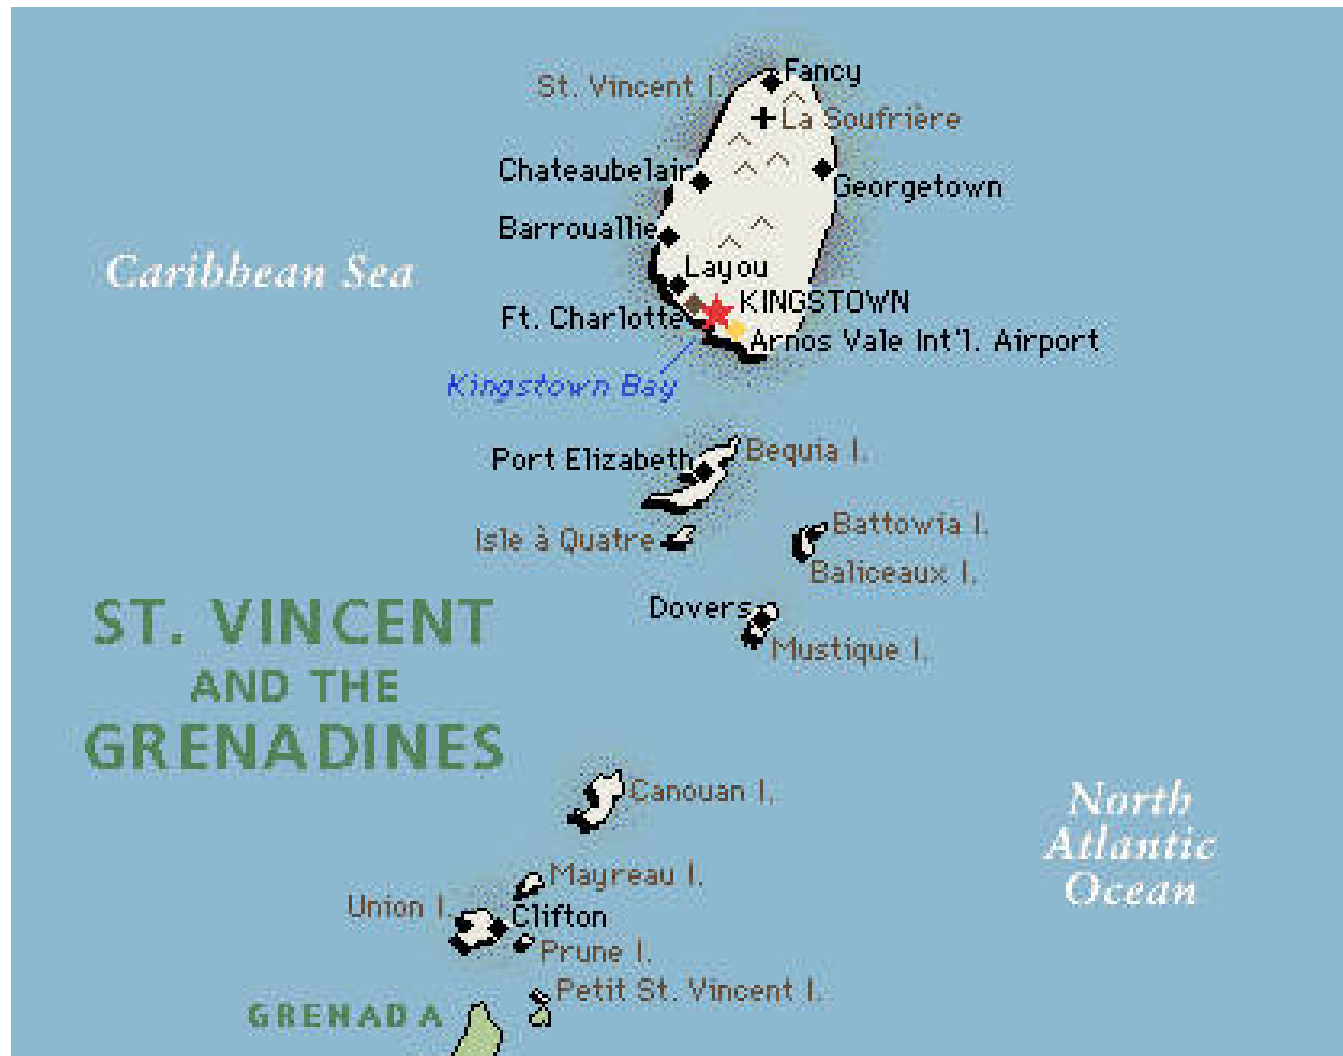 Fancy
St. Vincent I.
La Soufrière
Chateaubelair
Georgetown
Barrouallie
Caribbean Sea
Layou
KINGSTOWN
Ft. Charlotte
Arnos Vale Int'l. Airport
Kingstown Bay
Bequia I.
Port Elizabeth
Battowia I.
Isle à Quatre
Baliceaux I.
Dovers
ST. VINCENT
Mustique I.
AND THE
GRENADINES
Canouan I.
North
Atlantic
Ocean
Mayreau I.
Union I.
Clifton
Prune I.
Petit St. Vincent I.
GRENADA